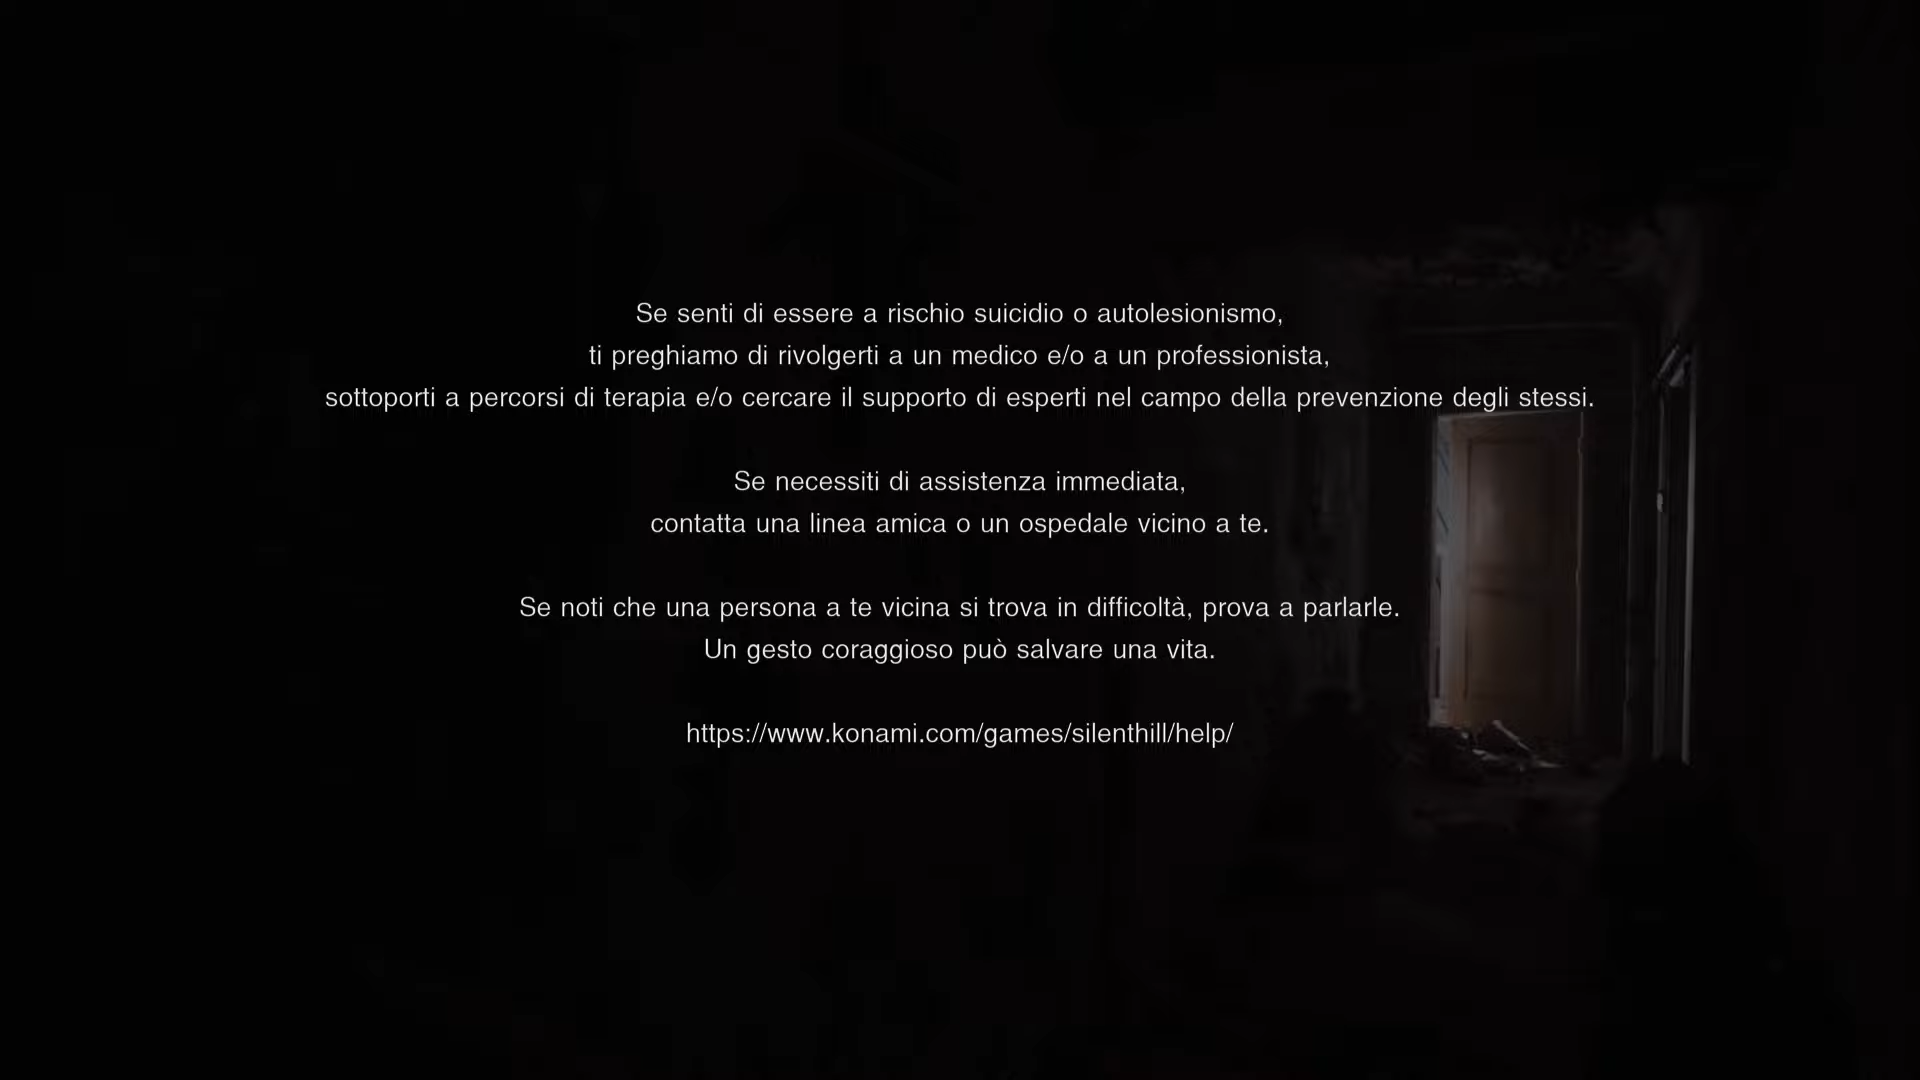 Se senti di essere a rischio suicidio o autolesionismo,
ti preghiamo di rivolgerti a un medico e/o a un professionista,
sottoporti a percorsi di terapia e/o cercare il supporto di esperti nel campo della prevenzione degli stessi.
Se necessiti di assistenza immediata,
contatta una linea amica o un ospedale vicino a te.
Se noti che una persona a te vicina si trova in difficoltà, prova a parlarle.
Un gesto coraggioso può salvare una vita.
https://www.konami.com/games/silenthill/help/